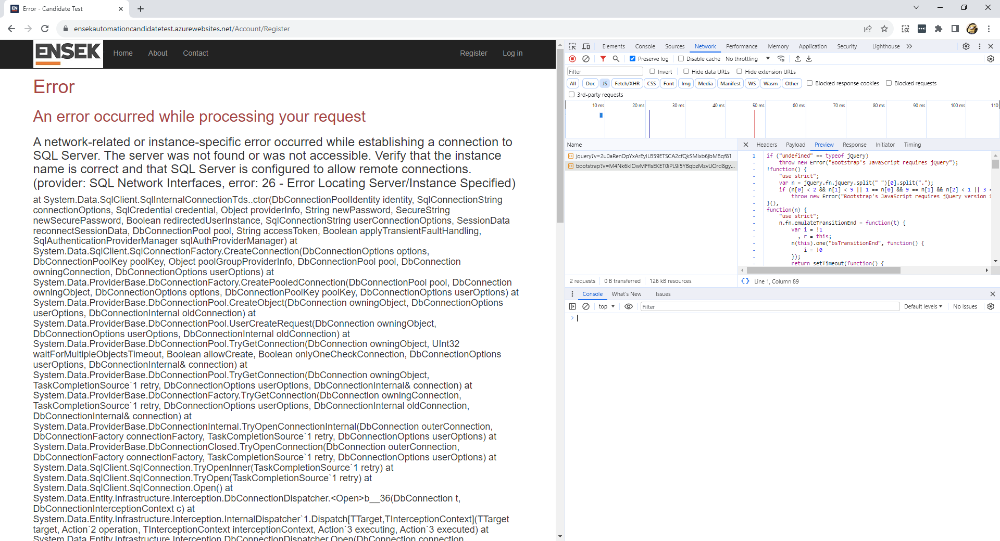 Error - Candidate Test
ensekautomationcandidatetest.azurewebsites.net/Account/Register
ENSEK
Home
About
Contact
Register
Log in
Error
An error occurred while processing your request
A network-related or instance-specific error occurred while establishing a connection to
SQL Server. The server was not found or was not accessible. Verify that the instance
name is correct and that SQL Server is configured to allow remote connections.
(provider: SQL Network Interfaces, error: 26 - Error Locating Server/Instance Specified)
at System.Data.SqlClient.SqlInternalConnectionTds..ctor(DbConnectionPoolIdentity identity, SqlConnectionString
connectionOptions, SqlCredential credential, Object providerInfo, String newPassword, SecureString
newSecurePassword, Boolean redirectedUserInstance, SqlConnectionString userConnectionOptions, SessionData
reconnectSessionData, DbConnectionPool pool, String accessToken, Boolean applyTransientFaultHandling,
SqlAuthenticationProviderManager sqlAuthProviderManager) at
System.Data.SqlClient.SqlConnectionFactory.CreateConnection(DbConnectionOptions options,
DbConnectionPoolKey poolKey, Object poolGroupProviderInfo, DbConnectionPool pool, DbConnection
owningConnection, DbConnectionOptions userOptions) at
System.Data.ProviderBase.DbConnectionFactory.CreatePooledConnection(DbConnectionPool pool, DbConnection
owningObject, DbConnectionOptions options, DbConnectionPoolKey poolKey, DbConnectionOptions userOptions) at
System.Data.ProviderBase.DbConnectionPool.CreateObject(DbConnection owningObject, DbConnectionOptions
userOptions, DbConnectionInternal oldConnection) at
System.Data.ProviderBase.DbConnectionPool.UserCreateRequest(DbConnection owningObject,
DbConnectionOptions userOptions, DbConnectionInternal oldConnection) at
System.Data.ProviderBase.DbConnectionPool.TryGetConnection(DbConnection owningObject, UInt32
waitForMultipleObjectsTimeout, Boolean allowCreate, Boolean onlyOneCheckConnection, DbConnectionOptions
userOptions, DbConnectionInternal& connection) at
System.Data.ProviderBase.DbConnectionPool.TryGetConnection(DbConnection owningObject,
TaskCompletionSource`1 retry, DbConnectionOptions userOptions, DbConnectionInternal& connection) at
System.Data.ProviderBase.DbConnectionFactory.TryGetConnection(DbConnection owningConnection,
TaskCompletionSource`1 retry, DbConnectionOptions userOptions, DbConnectionInternal oldConnection,
DbConnectionInternal& connection) at
System.Data.ProviderBase.DbConnectionInternal.TryOpenConnectionInternal(DbConnection outerConnection,
DbConnectionFactory connectionFactory, TaskCompletionSource`1 retry, DbConnectionOptions userOptions) at
System.Data.ProviderBase.DbConnectionClosed.TryOpenConnection(DbConnection outerConnection,
DbConnectionFactory connectionFactory, TaskCompletionSource`1 retry, DbConnectionOptions userOptions) at
System.Data.SqlClient.SqlConnection.TryOpenInner(TaskCompletionSource`1 retry) at
System.Data.SqlClient.SqlConnection.TryOpen(TaskCompletionSource`1 retry) at
System.Data.SqlClient.SqlConnection.Open() at
System.Data.Entity.Infrastructure.Interception.DbConnectionDispatcher.<Open>b__36(DbConnection t,
DbConnectionInterceptionContext c) at
System.Data.Entity.Infrastructure.Interception.InternalDispatcher`1.Dispatch[TTarget,TInterceptionContext](TTarget
target, Action`2 operation, TInterceptionContext interceptionContext, Action`3 executing, Action`3 executed) at
System.Data.Entity.Infrastructure.Interception.DbConnectionDispatcher.Open(DbConnection connection,
Elements Console Sources Network Performance Memory Application Security Lighthouse
Preserve log Disable cache No throttling
Filter Invert Hide data URLs Hide extension URLs
All Doc JS Fetch/XHR CSS Font Img Media Manifest WS Wasm Other Blocked response cookies Blocked requests
3rd-party requests
10 ms 20 ms 30 ms 40 ms 50 ms 60 ms 70 ms 80 ms 90 ms 100 ms 110
Name
jquery?v=2u0aRenDpYxArEyILB59ETSCA2cfQkSMIxb6jbMBqf81
bootstrap?v=M4Nk6kIOwMFflsEKET0iPL9i5YBqbzMzvUOrd8gy...
Headers Payload Preview Response Initiator Timing
1 if ("undefined" == typeof jQuery)
- throw new Error("Bootstrap's JavaScript requires jQuery");
- !function() {
- "use strict";
- var n = jQuery.fn.jquery.split(" ")[0].split(".");
- if (n[0] < 2 && n[1] < 9 || 1 == n[0] && 9 == n[1] && n[2] < 1 || 3 <
- throw new Error("Bootstrap's JavaScript requires jQuery version 1
- }(),
- function(n) {
- "use strict";
- n.fn.emulateTransitionEnd = function(t) {
- var i = !1
- , r = this;
- n(this).one("bsTransitionEnd", function() {
- i = !0
- });
- return setTimeout(function() {
2 requests 0 B transferred 126 kB resources
{} Line 1, Column 89
Console What's New Issues
top Filter Default levels No Issues